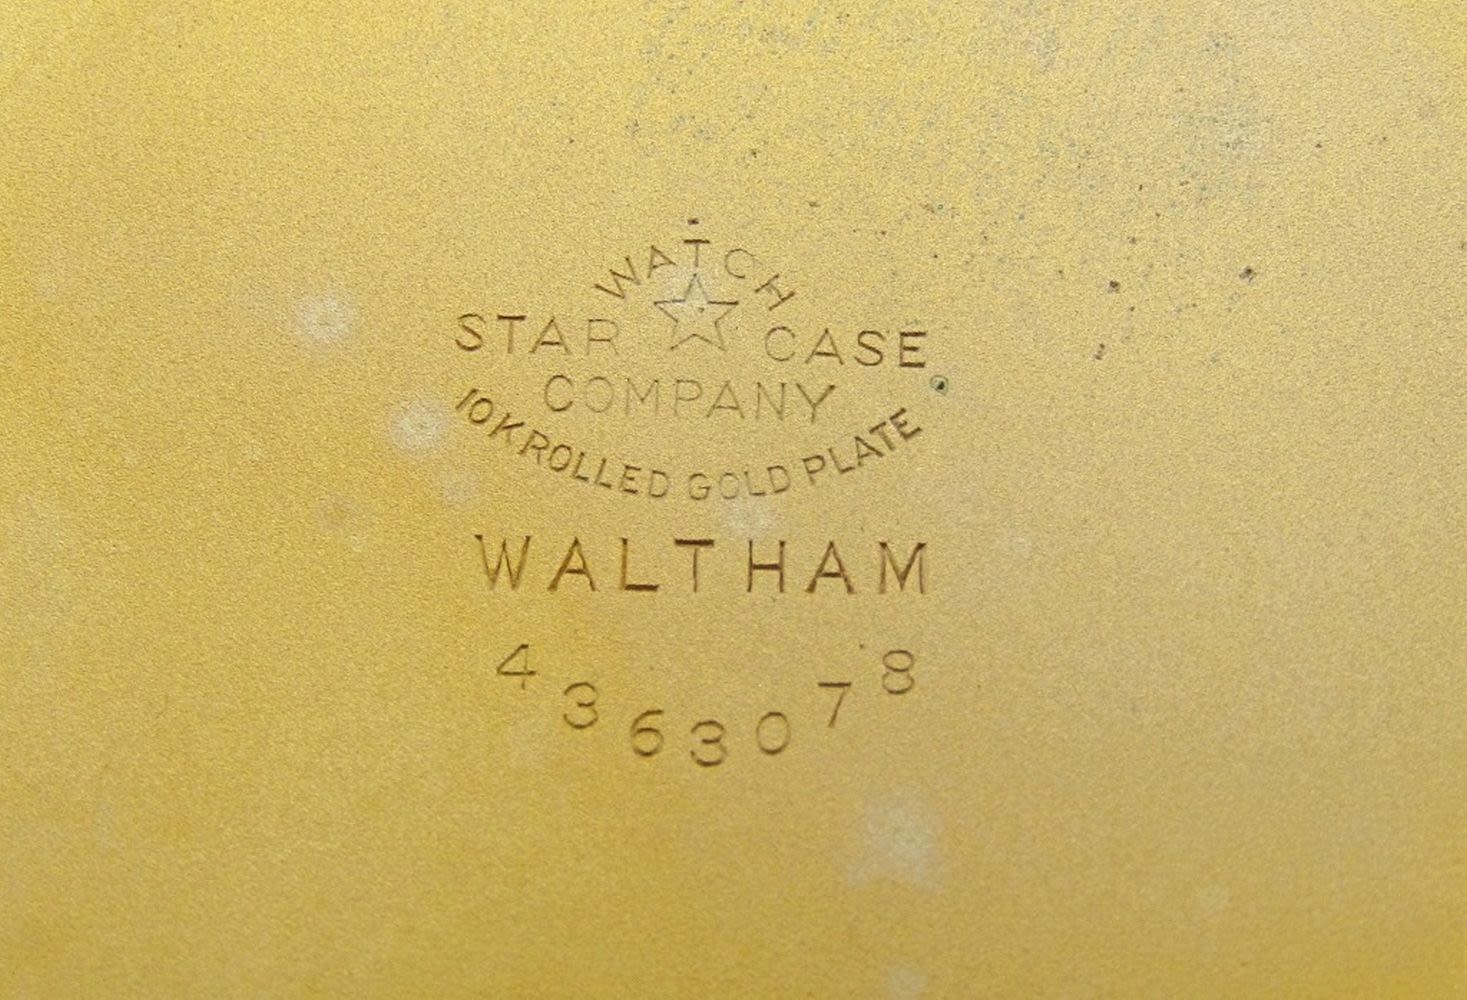 WATCH
STAR CASE
COMPANY
10K ROLLED GOLD PLATE
WALTHAM
4363078